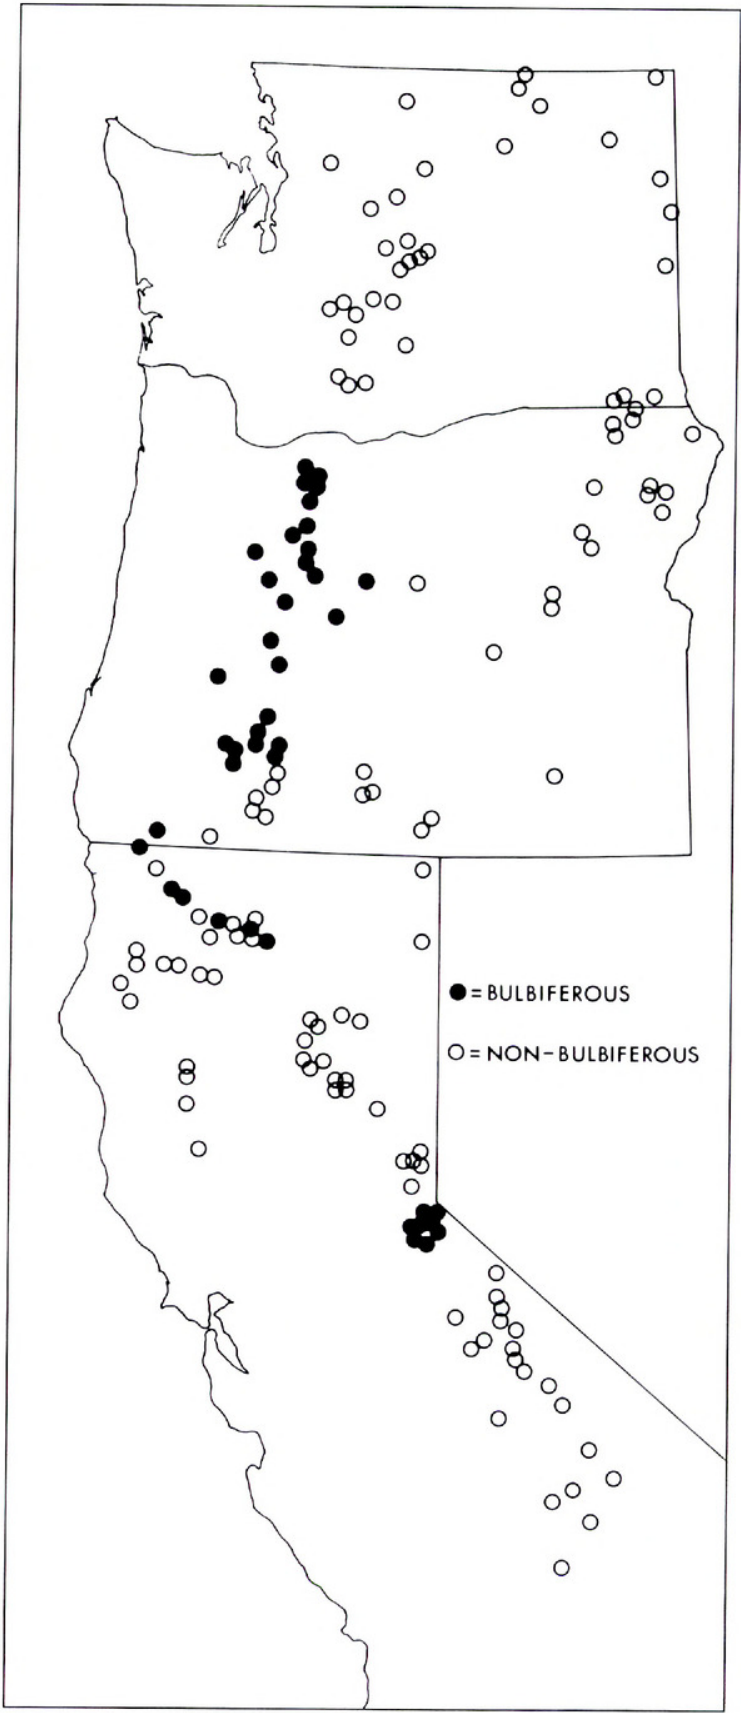 ● = BULBIFEROUS
○ = NON-BULBIFEROUS